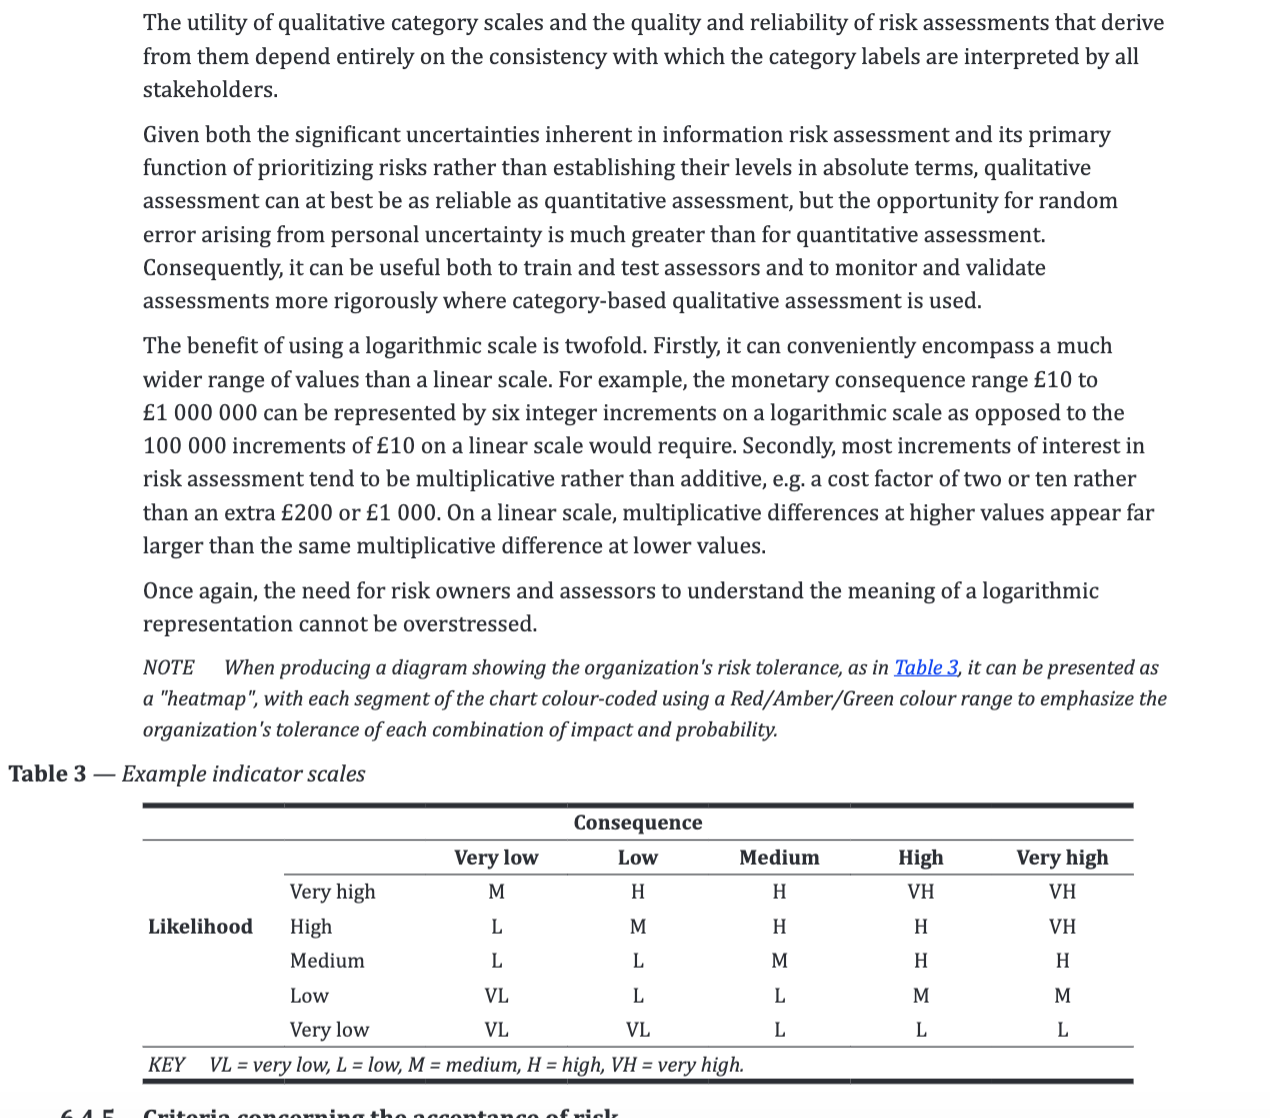 The utility of qualitative category scales and the quality and reliability of risk assessments that derive
from them depend entirely on the consistency with which the category labels are interpreted by all
stakeholders.
Given both the significant uncertainties inherent in information risk assessment and its primary
function of prioritizing risks rather than establishing their levels in absolute terms, qualitative
assessment can at best be as reliable as quantitative assessment, but the opportunity for random
error arising from personal uncertainty is much greater than for quantitative assessment.
Consequently, it can be useful both to train and test assessors and to monitor and validate
assessments more rigorously where category-based qualitative assessment is used.
The benefit of using a logarithmic scale is twofold. Firstly, it can conveniently encompass a much
wider range of values than a linear scale. For example, the monetary consequence range £10 to
£1 000 000 can be represented by six integer increments on a logarithmic scale as opposed to the
100 000 increments of £10 on a linear scale would require. Secondly, most increments of interest in
risk assessment tend to be multiplicative rather than additive, e.g. a cost factor of two or ten rather
than an extra £200 or £1 000. On a linear scale, multiplicative differences at higher values appear far
larger than the same multiplicative difference at lower values.
Once again, the need for risk owners and assessors to understand the meaning of a logarithmic
representation cannot be overstressed.
NOTE When producing a diagram showing the organization's risk tolerance, as in Table 3, it can be presented as
a "heatmap", with each segment of the chart colour-coded using a Red/Amber/Green colour range to emphasize the
organization's tolerance of each combination of impact and probability.
Table 3 — Example indicator scales
Consequence
Very low Low Medium High Very high
Very high M H H VH VH
Likelihood High L M H H VH
Medium L L M H H
Low VL L L M M
Very low VL VL L L L
KEY VL = very low, L = low, M = medium, H = high, VH = very high.
6.4.5 Criteria concerning the acceptance of risk